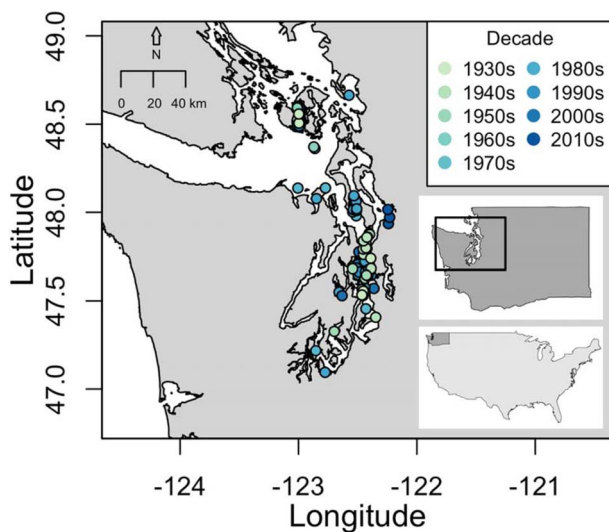 49.0
48.5
48.0
47.5
47.0
Latitude
N
0 20 40 km
Decade
1930s 1980s
1940s 1990s
1950s 2000s
1960s 2010s
1970s
-124 -123 -122 -121
Longitude